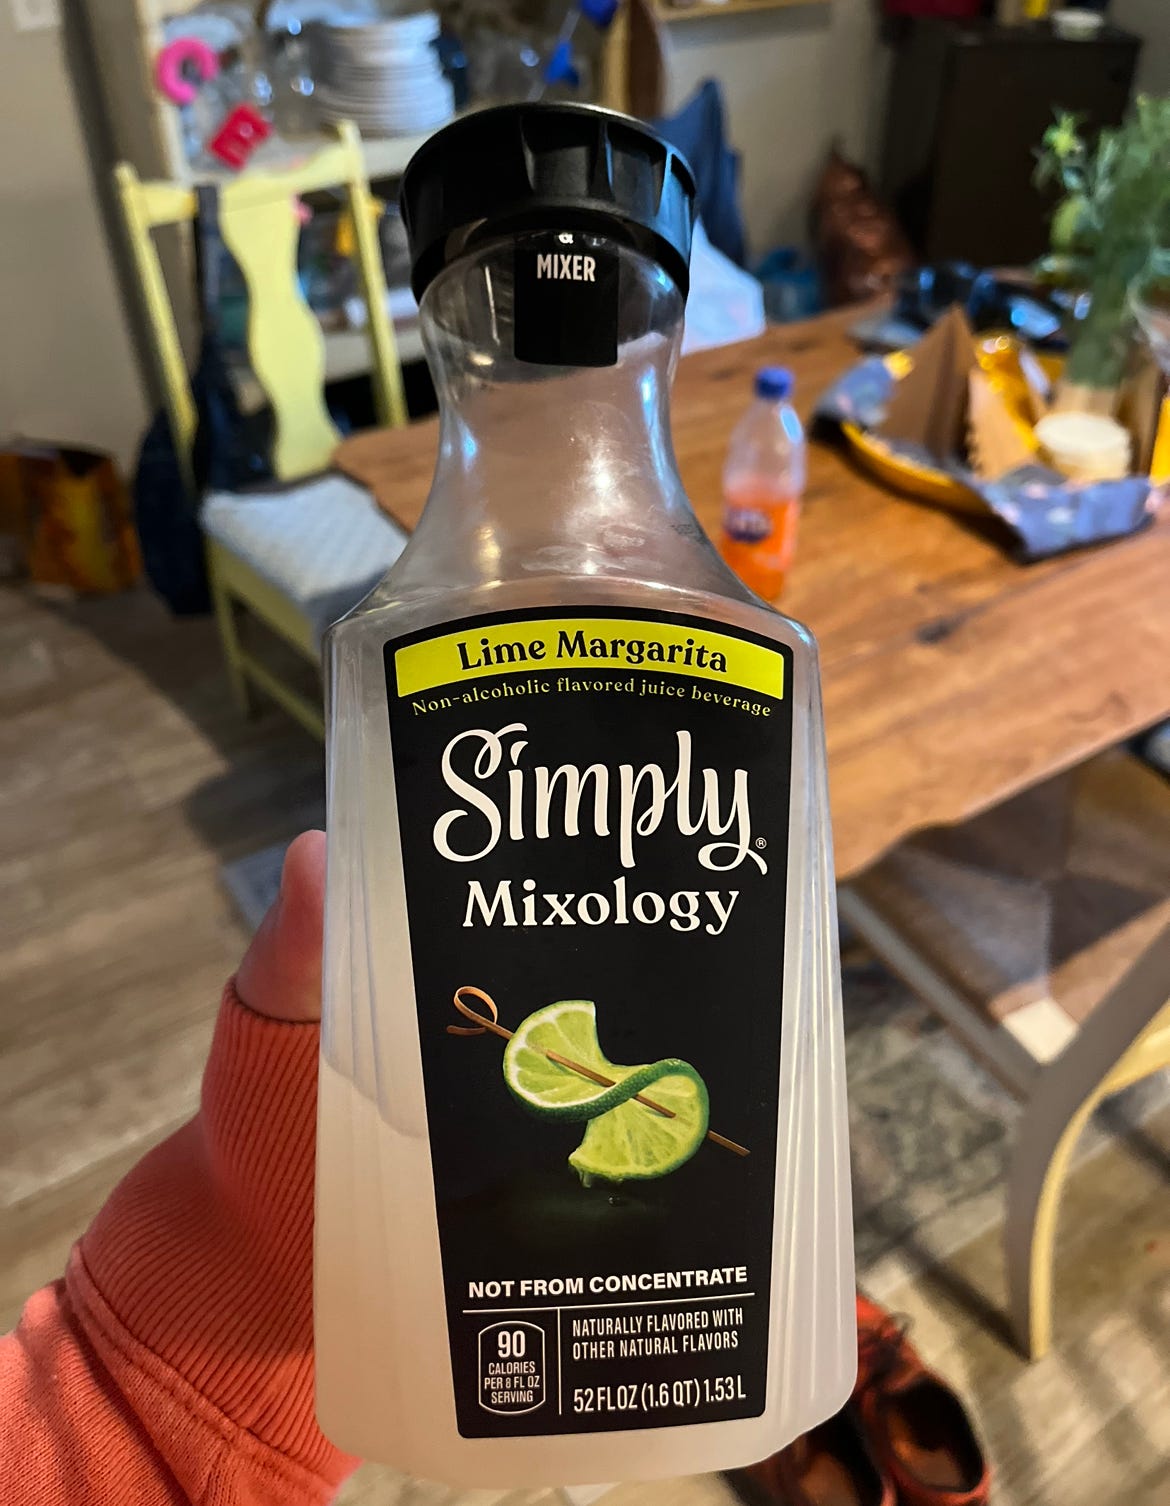 &
MIXER
Lime Margarita
Non-alcoholic flavored juice beverage
Simply®
Mixology
NOT FROM CONCENTRATE
90
CALORIES
PER 8 FL OZ
SERVING
NATURALLY FLAVORED WITH
OTHER NATURAL FLAVORS
52 FL OZ (1.6 QT) 1.53 L